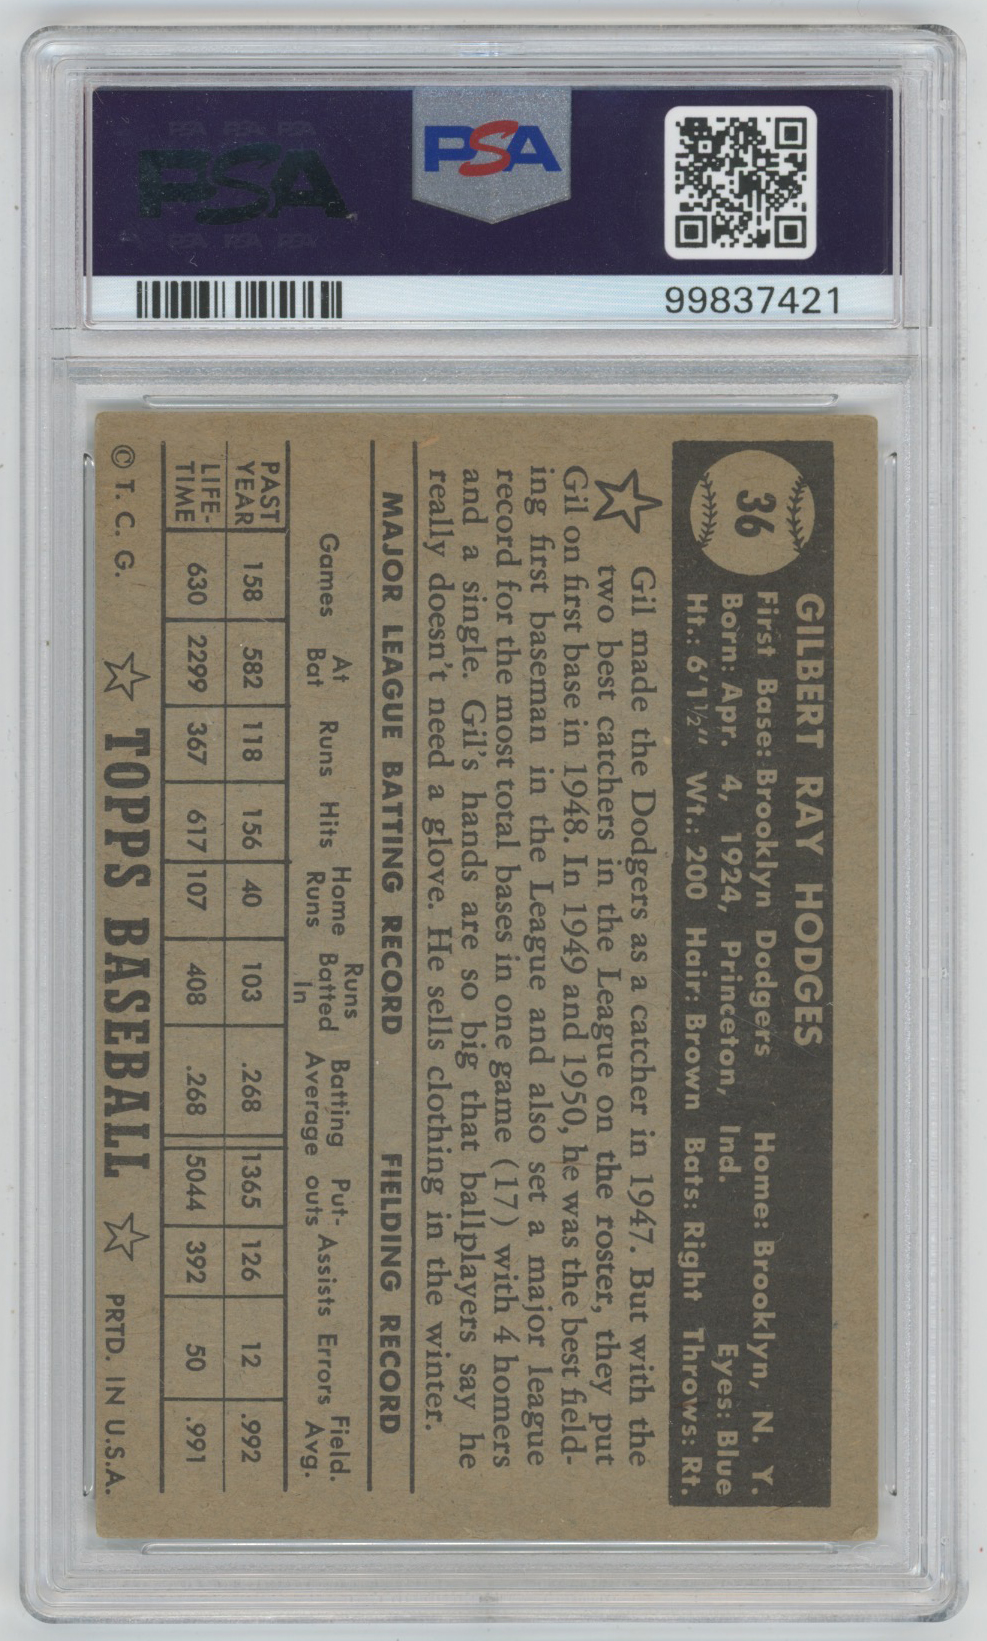 PSA PSA PSA
PSA
PSA PSA PSA
PSA
99837421
36
GILBERT RAY HODGES
First Base: Brooklyn Dodgers Home: Brooklyn, N. Y.
Born: Apr. 4, 1924, Princeton, Ind. Eyes: Blue
Ht.: 6'1½" Wt.: 200 Hair: Brown Bats: Right Throws: Rt.
Gil made the Dodgers as a catcher in 1947. But with the
two best catchers in the League on the roster, they put
Gil on first base in 1948. In 1949 and 1950, he was the best field-
ing first baseman in the League and also set a major league
record for the most total bases in one game (17) with 4 homers
and a single. Gil's hands are so big that ballplayers say he
really doesn't need a glove. He sells clothing in the winter.
MAJOR LEAGUE BATTING RECORD FIELDING RECORD
Games At Bat Runs Hits Home Runs Runs Batted In Batting Average Put-outs Assists Errors Field. Avg.
PAST YEAR 158 582 118 156 40 103 .268 1365 126 12 .992
LIFE-TIME 630 2299 367 617 107 408 .268 5044 392 50 .991
© T. C. G. TOPPS BASEBALL PRTD. IN U.S.A.